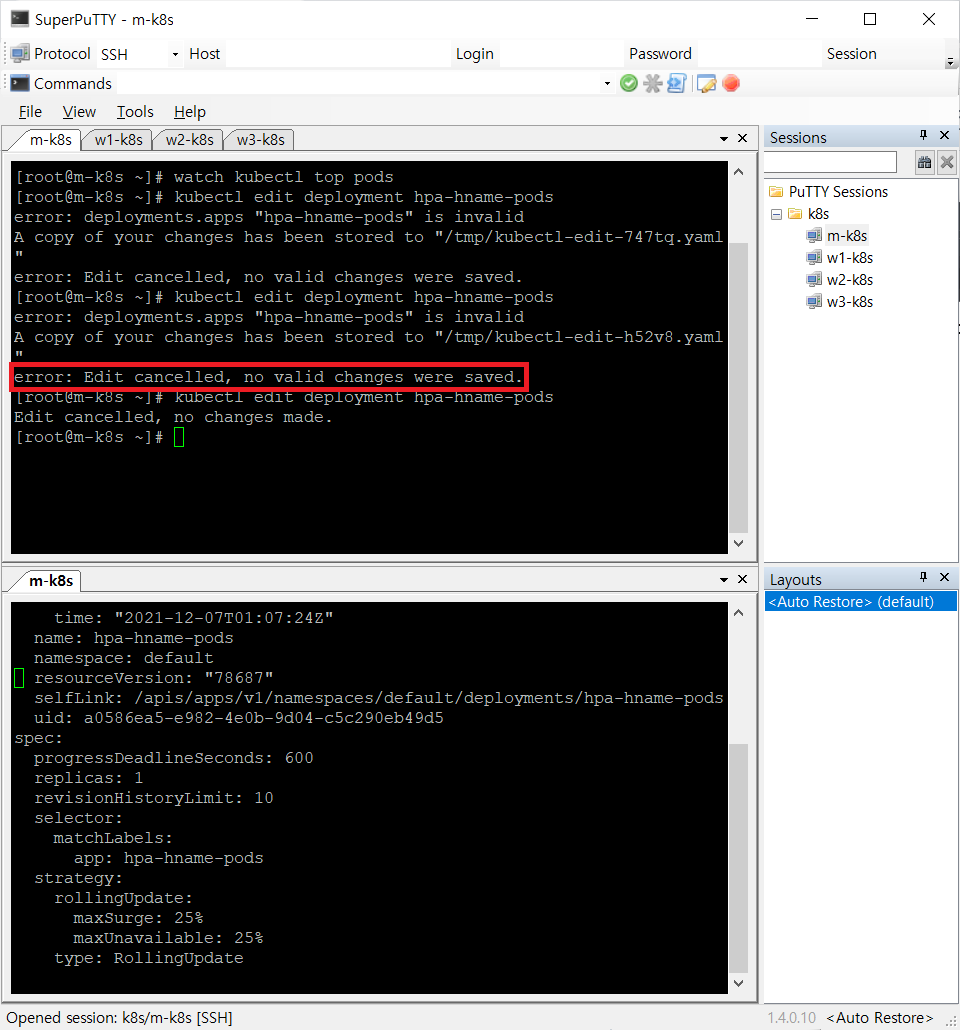 SuperPuTTY - m-k8s
Protocol SSH Host Login Password Session
Commands
File View Tools Help
m-k8s w1-k8s w2-k8s w3-k8s
[root@m-k8s ~]# watch kubectl top pods
[root@m-k8s ~]# kubectl edit deployment hpa-hname-pods
error: deployments.apps "hpa-hname-pods" is invalid
A copy of your changes has been stored to "/tmp/kubectl-edit-747tq.yaml
"
error: Edit cancelled, no valid changes were saved.
[root@m-k8s ~]# kubectl edit deployment hpa-hname-pods
error: deployments.apps "hpa-hname-pods" is invalid
A copy of your changes has been stored to "/tmp/kubectl-edit-h52v8.yaml
"
error: Edit cancelled, no valid changes were saved.
[root@m-k8s ~]# kubectl edit deployment hpa-hname-pods
Edit cancelled, no changes made.
[root@m-k8s ~]#
Sessions
PuTTY Sessions
k8s
m-k8s
w1-k8s
w2-k8s
w3-k8s
m-k8s
time: "2021-12-07T01:07:24Z"
name: hpa-hname-pods
namespace: default
resourceVersion: "78687"
selfLink: /apis/apps/v1/namespaces/default/deployments/hpa-hname-pods
uid: a0586ea5-e982-4e0b-9d04-c5c290eb49d5
spec:
progressDeadlineSeconds: 600
replicas: 1
revisionHistoryLimit: 10
selector:
matchLabels:
app: hpa-hname-pods
strategy:
rollingUpdate:
maxSurge: 25%
maxUnavailable: 25%
type: RollingUpdate
Layouts
<Auto Restore> (default)
Opened session: k8s/m-k8s [SSH]
1.4.0.10 <Auto Restore>